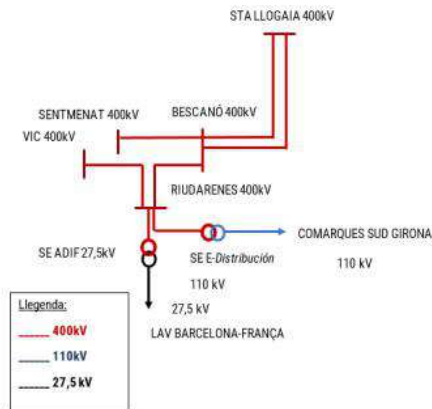 STA LLOGAIA 400kV
SENTMENAT 400kV
BESCANÓ 400kV
VIC 400kV
RIUDARENES 400kV
SE ADIF 27,5kV
SE E-Distribución
COMARQUES SUD GIRONA
110 kV
110 kV
27,5 kV
LAV BARCELONA-FRANÇA
Llegenda:
400kV
110kV
27,5 kV